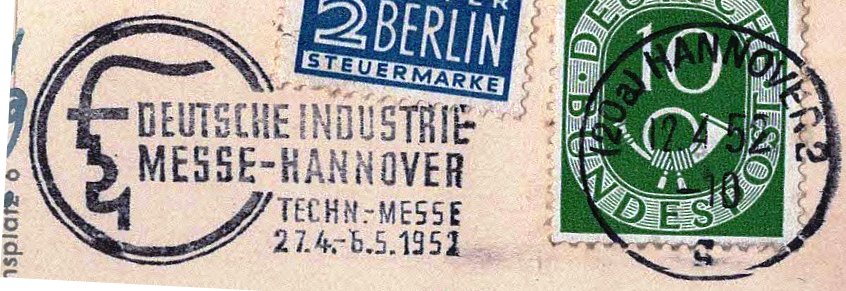 2 BERLIN
STEUERMARKE
DEUTSCHE INDUSTRIE-
MESSE-HANNOVER
TECHN.-MESSE
27.4.-6.5.1952
DEUTSCHE BUNDESPOST
10
(20a) HANNOVER 2
12.4.52
-10